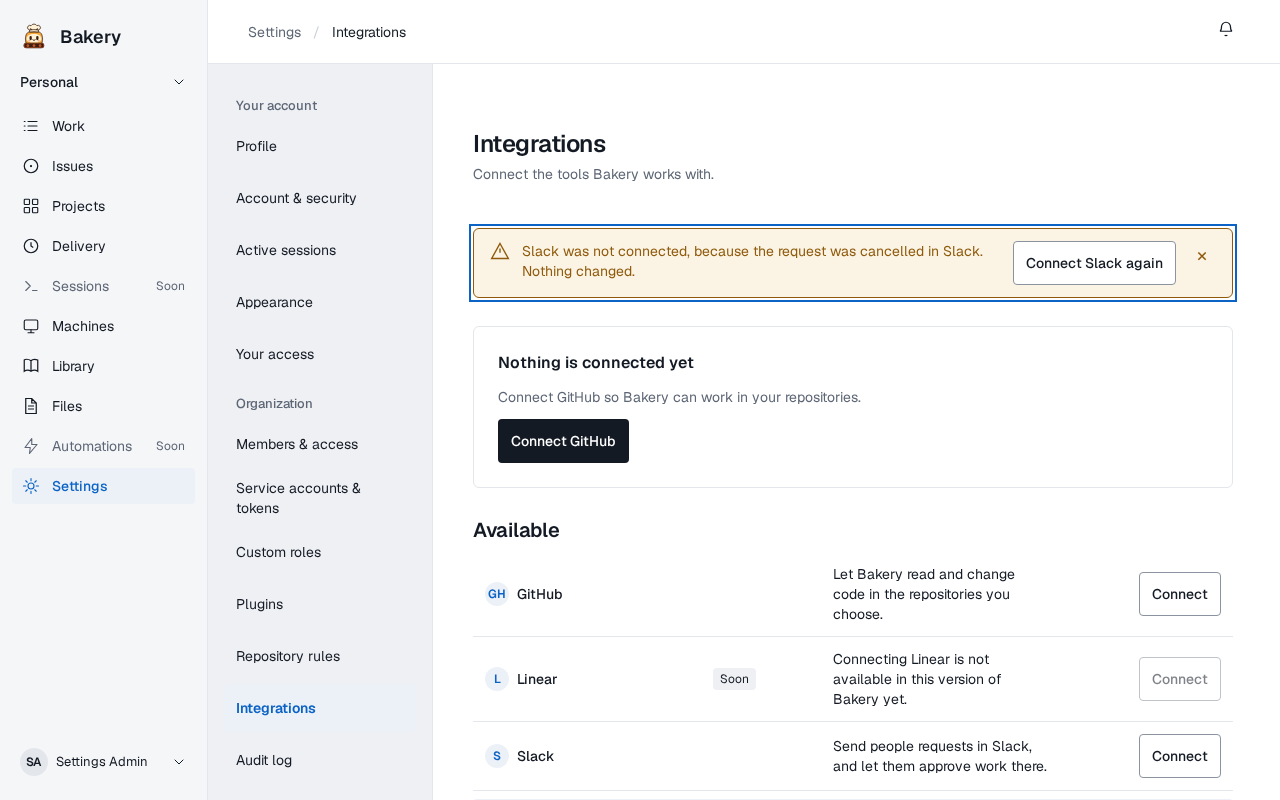 Bakery
Personal
Work
Issues
Projects
Delivery
Sessions Soon
Machines
Library
Files
Automations Soon
Settings
SA Settings Admin
Settings / Integrations
Your account
Profile
Account & security
Active sessions
Appearance
Your access
Organization
Members & access
Service accounts &
tokens
Custom roles
Plugins
Repository rules
Integrations
Audit log
Integrations
Connect the tools Bakery works with.
Slack was not connected, because the request was cancelled in Slack.
Nothing changed.
Connect Slack again
Nothing is connected yet
Connect GitHub so Bakery can work in your repositories.
Connect GitHub
Available
GH GitHub
Let Bakery read and change
code in the repositories you
choose.
Connect
L Linear
Soon
Connecting Linear is not
available in this version of
Bakery yet.
Connect
S Slack
Send people requests in Slack,
and let them approve work there.
Connect